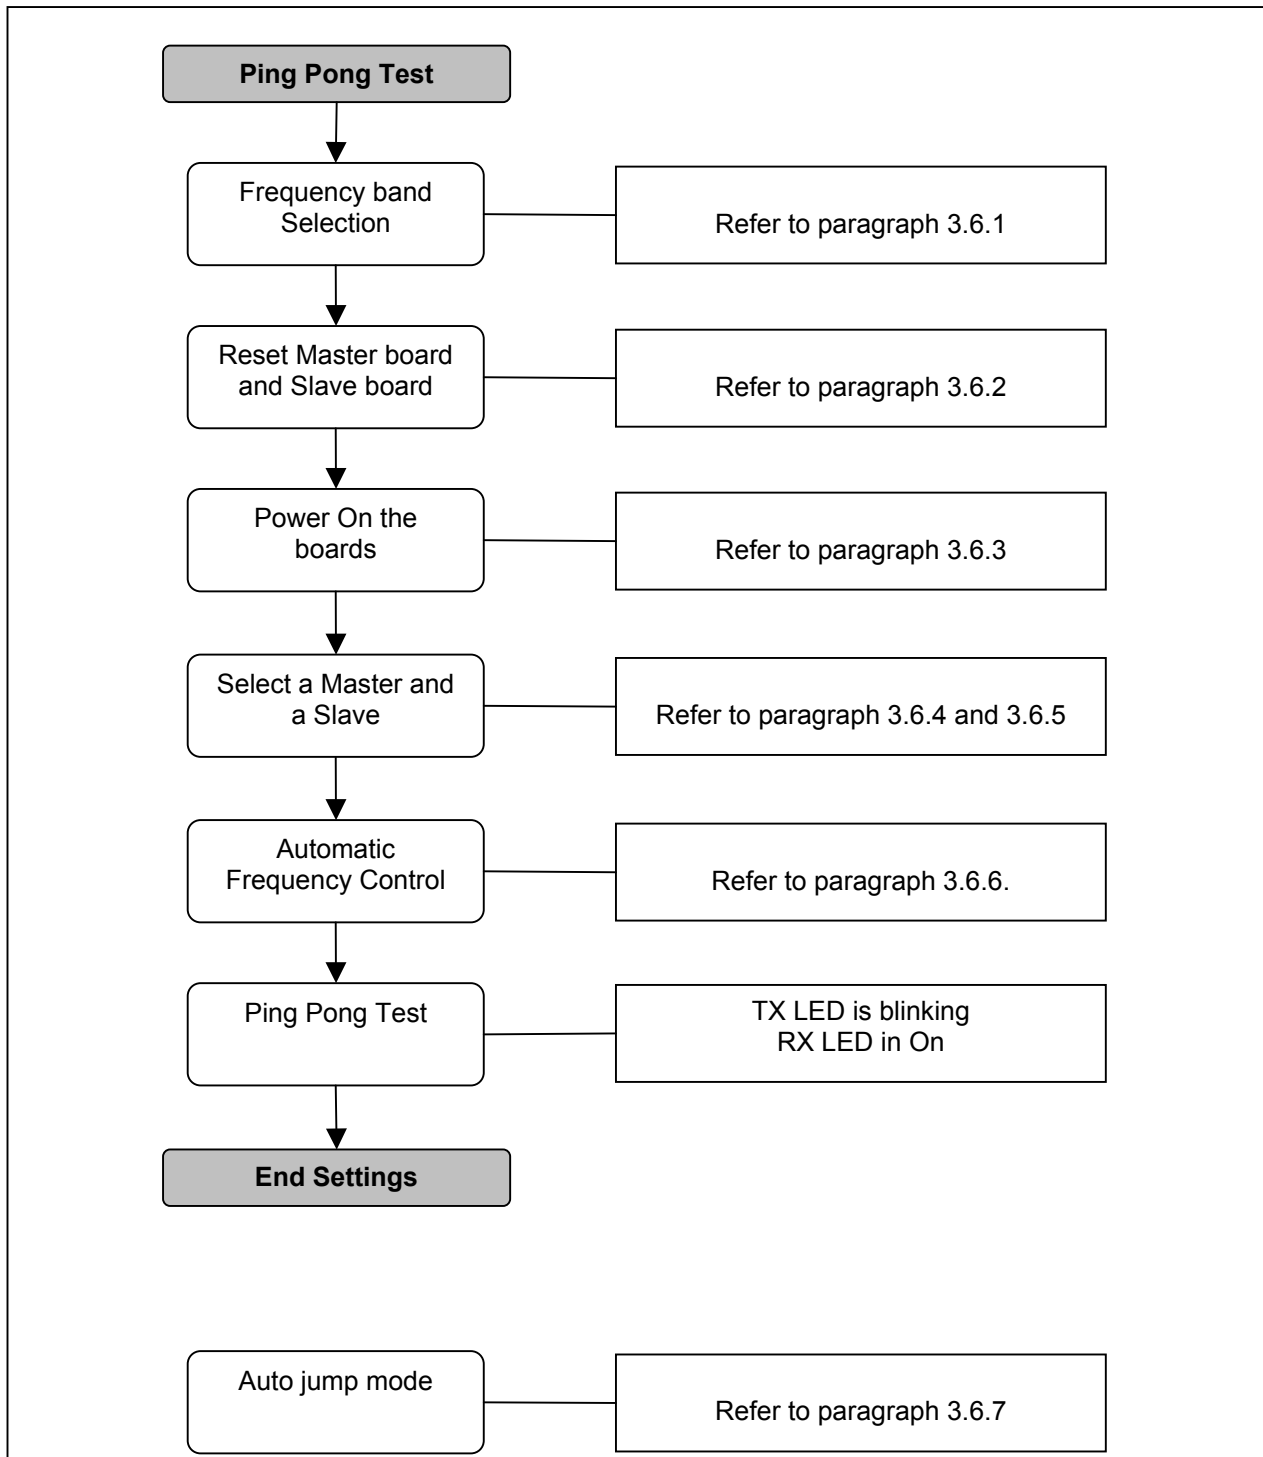 Ping Pong Test
Frequency band
Selection
Refer to paragraph 3.6.1
Reset Master board
and Slave board
Refer to paragraph 3.6.2
Power On the
boards
Refer to paragraph 3.6.3
Select a Master and
a Slave
Refer to paragraph 3.6.4 and 3.6.5
Automatic
Frequency Control
Refer to paragraph 3.6.6.
Ping Pong Test
TX LED is blinking
RX LED in On
End Settings
Auto jump mode
Refer to paragraph 3.6.7